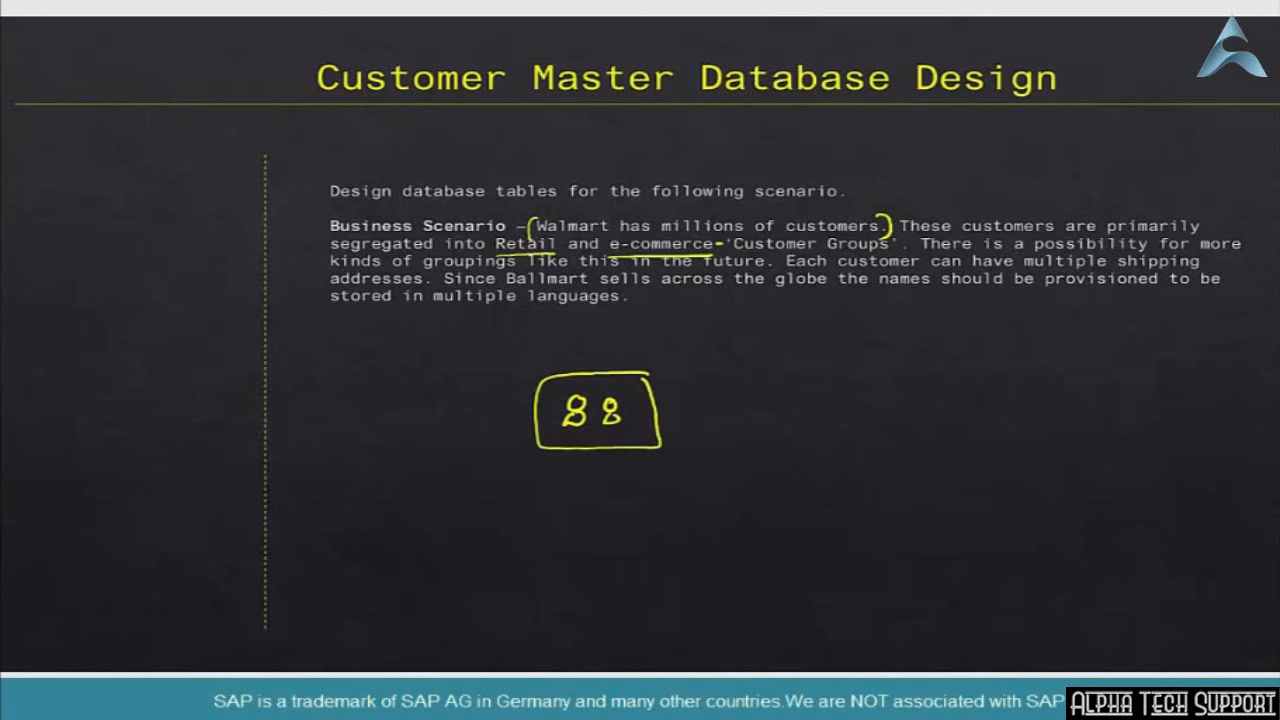 Customer Master Database Design
Design database tables for the following scenario.
Business Scenario – Walmart has millions of customers. These customers are primarily
segregated into Retail and e-commerce 'Customer Groups'. There is a possibility for more
kinds of groupings like this in the future. Each customer can have multiple shipping
addresses. Since Ballmart sells across the globe the names should be provisioned to be
stored in multiple languages.
SAP is a trademark of SAP AG in Germany and many other countries.We are NOT associated with SAP
Alpha Tech Support